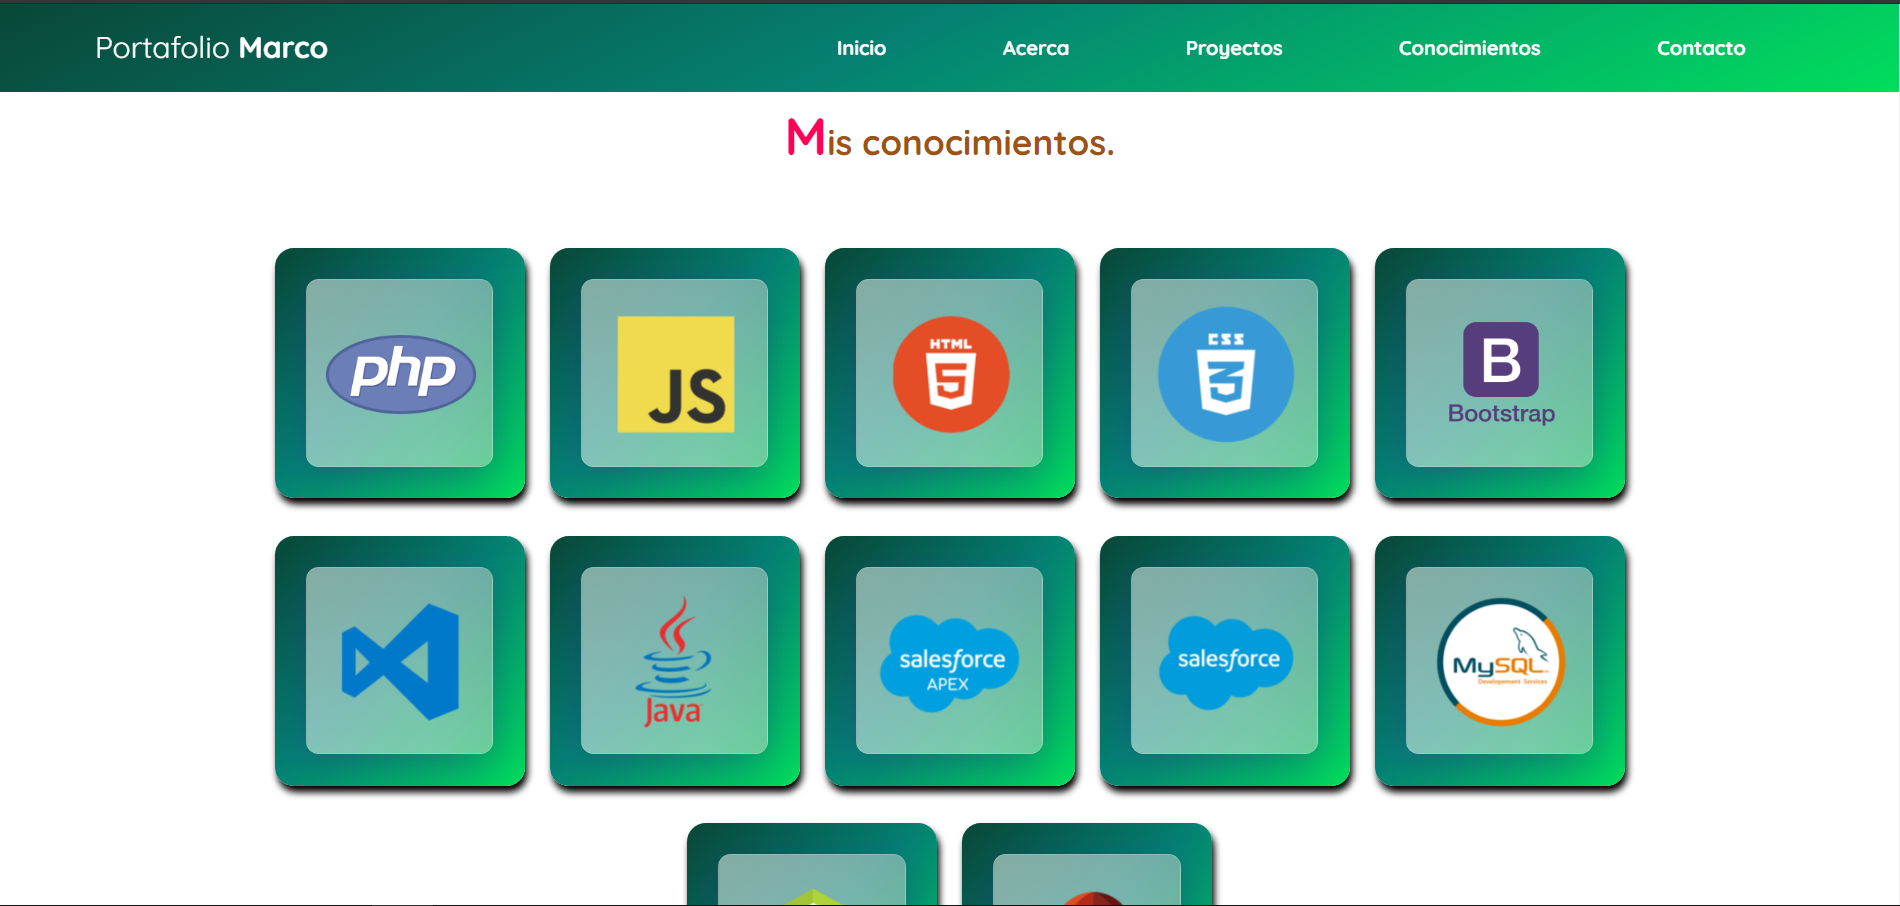 Portafolio Marco
Inicio Acerca Proyectos Conocimientos Contacto
Mis conocimientos.
php
JS
HTML
5
CSS
3
B
Bootstrap
Java
salesforce
APEX
salesforce
MySQL
Developement Services